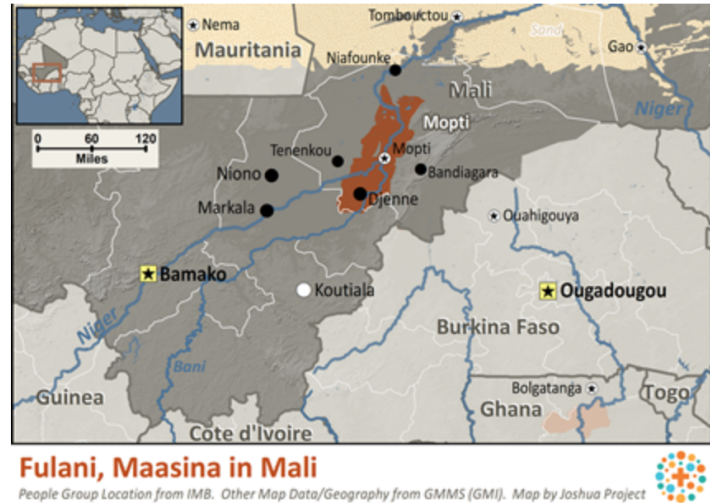 Tombouctou
Nema
Mauritania
Sand
Gao
Niafounke
Mali
Niger
0 60 120
Miles
Mopti
Tenenkou
Mopti
Niono
Bandiagara
Djenne
Markala
Ouahigouya
Bamako
Koutiala
Ougadougou
Niger
Burkina Faso
Bani
Guinea
Bolgatanga
Togo
Ghana
Cote d'Ivoire
Fulani, Maasina in Mali
People Group Location from IMB. Other Map Data/Geography from GMMS (GMI). Map by Joshua Project